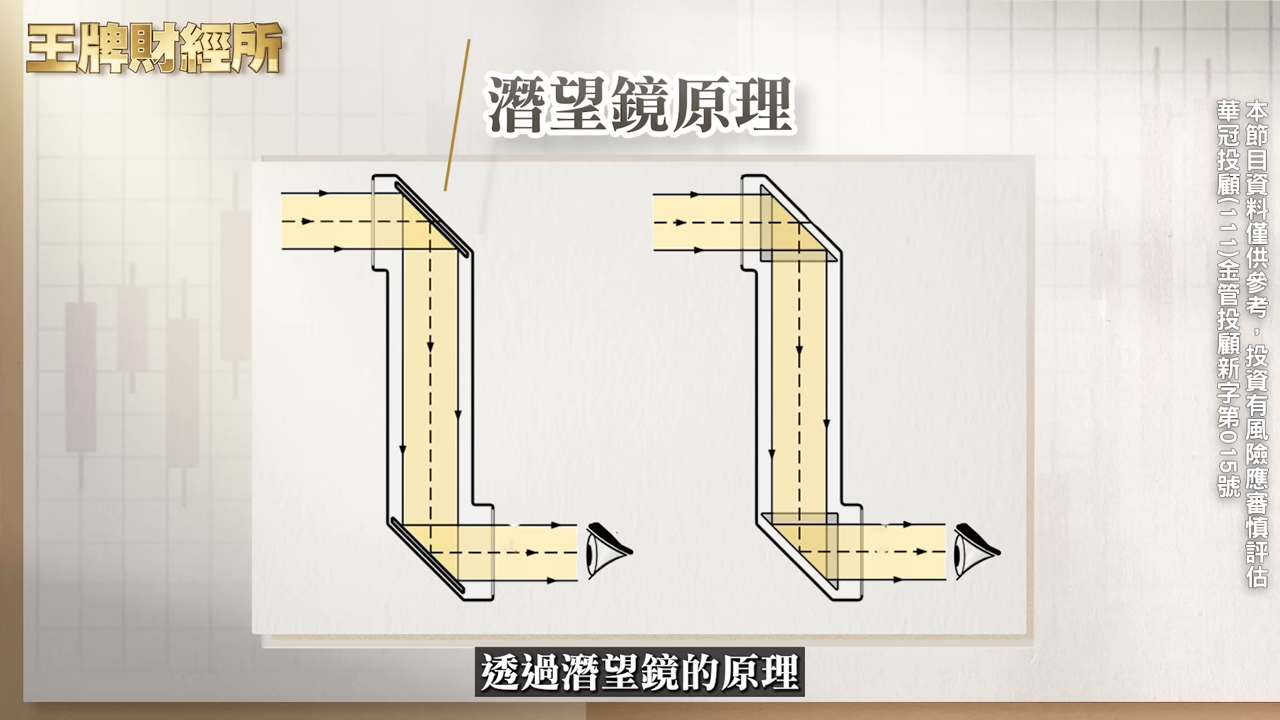 王牌財經所
潛望鏡原理
本節目資料僅供參考，投資有風險應審慎評估
華冠投顧(111)金管投顧新字第015號
透過潛望鏡的原理